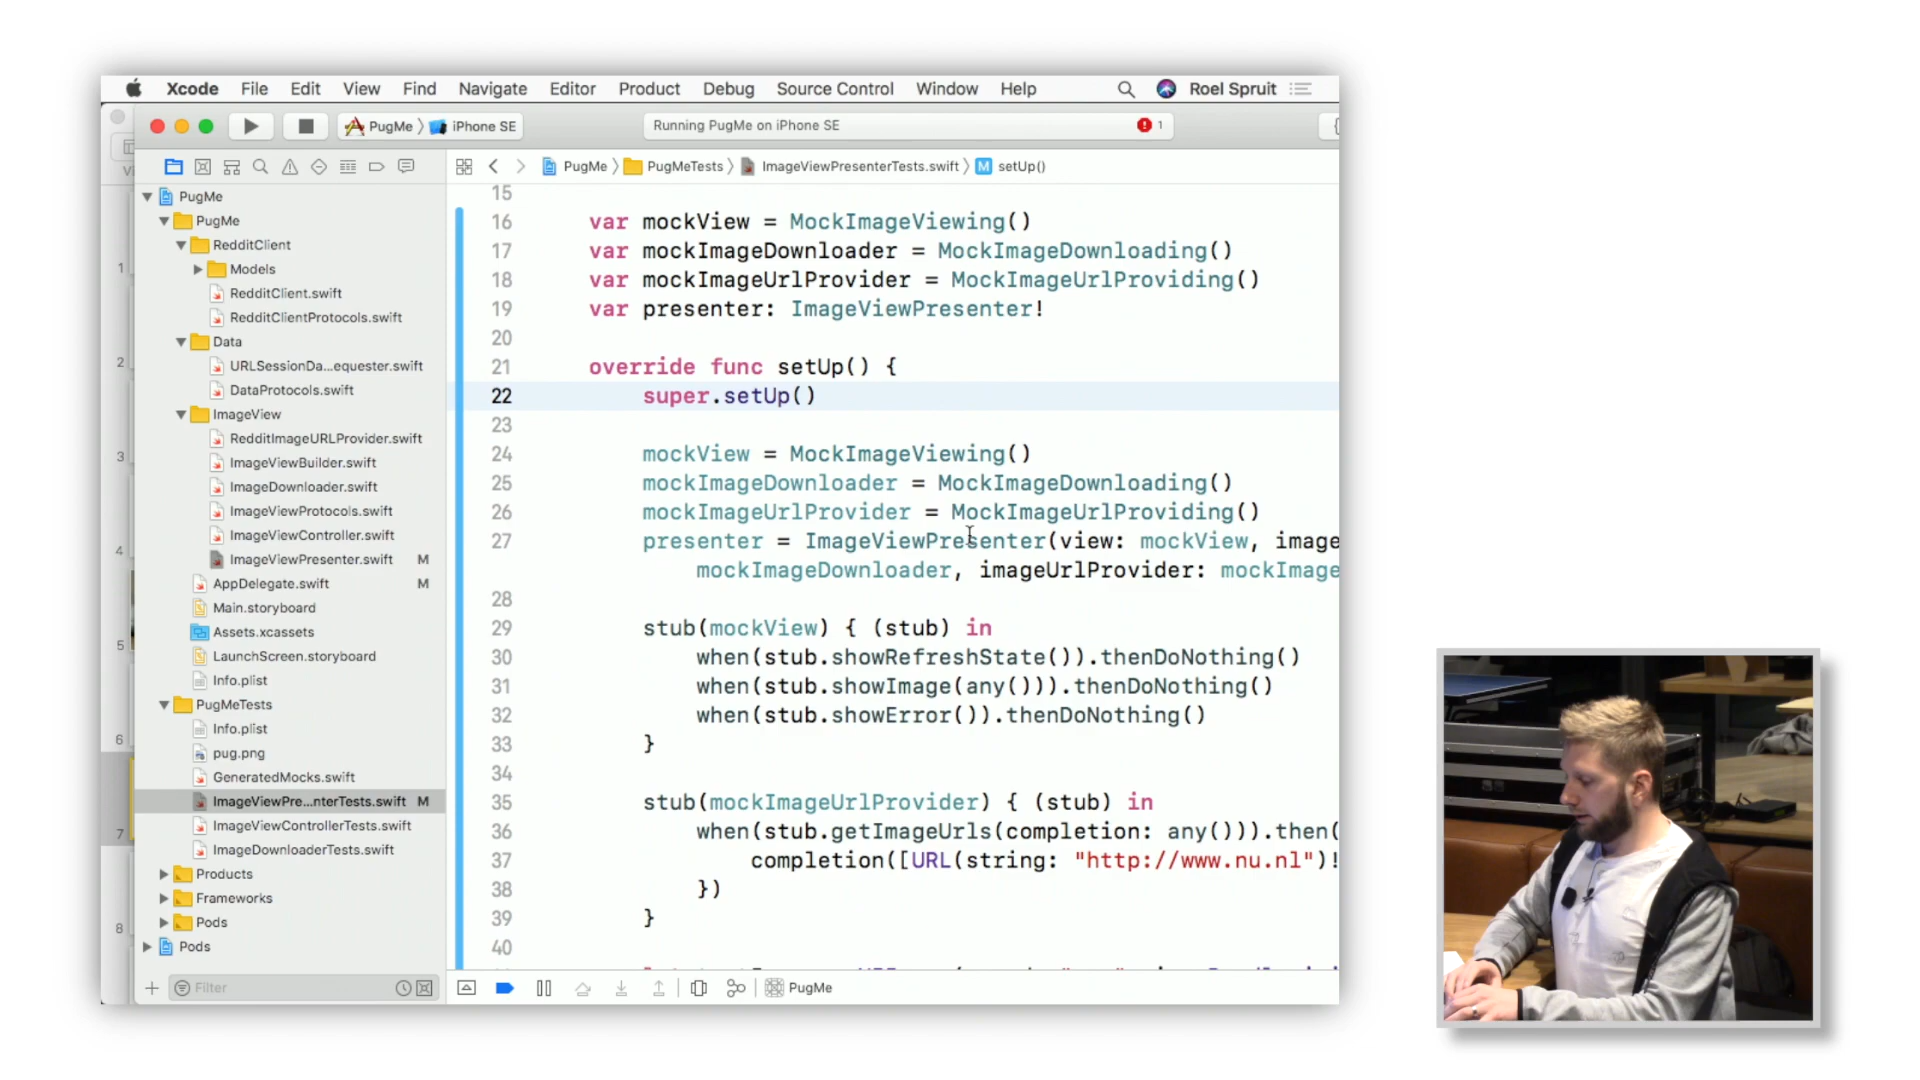 Xcode File Edit View Find Navigate Editor Product Debug Source Control Window Help Roel Spruit
PugMe iPhone SE Running PugMe on iPhone SE 1
PugMe PugMeTests ImageViewPresenterTests.swift M setUp()
PugMe
PugMe
RedditClient
Models
RedditClient.swift
RedditClientProtocols.swift
Data
URLSessionDa...equester.swift
DataProtocols.swift
ImageView
RedditImageURLProvider.swift
ImageViewBuilder.swift
ImageDownloader.swift
ImageViewProtocols.swift
ImageViewController.swift
ImageViewPresenter.swift M
AppDelegate.swift M
Main.storyboard
Assets.xcassets
LaunchScreen.storyboard
Info.plist
PugMeTests
Info.plist
pug.png
GeneratedMocks.swift
ImageViewPre...nterTests.swift M
ImageViewControllerTests.swift
ImageDownloaderTests.swift
Products
Frameworks
Pods
Pods
Filter
1
2
3
4
5
6
7
8
15
16 var mockView = MockImageViewing()
17 var mockImageDownloader = MockImageDownloading()
18 var mockImageUrlProvider = MockImageUrlProviding()
19 var presenter: ImageViewPresenter!
20
21 override func setUp() {
22 super.setUp()
23
24 mockView = MockImageViewing()
25 mockImageDownloader = MockImageDownloading()
26 mockImageUrlProvider = MockImageUrlProviding()
27 presenter = ImageViewPresenter(view: mockView, image
mockImageDownloader, imageUrlProvider: mockImage
28
29 stub(mockView) { (stub) in
30 when(stub.showRefreshState()).thenDoNothing()
31 when(stub.showImage(any())).thenDoNothing()
32 when(stub.showError()).thenDoNothing()
33 }
34
35 stub(mockImageUrlProvider) { (stub) in
36 when(stub.getImageUrls(completion: any())).then(
37 completion([URL(string: "http://www.nu.nl")!
38 })
39 }
40
PugMe